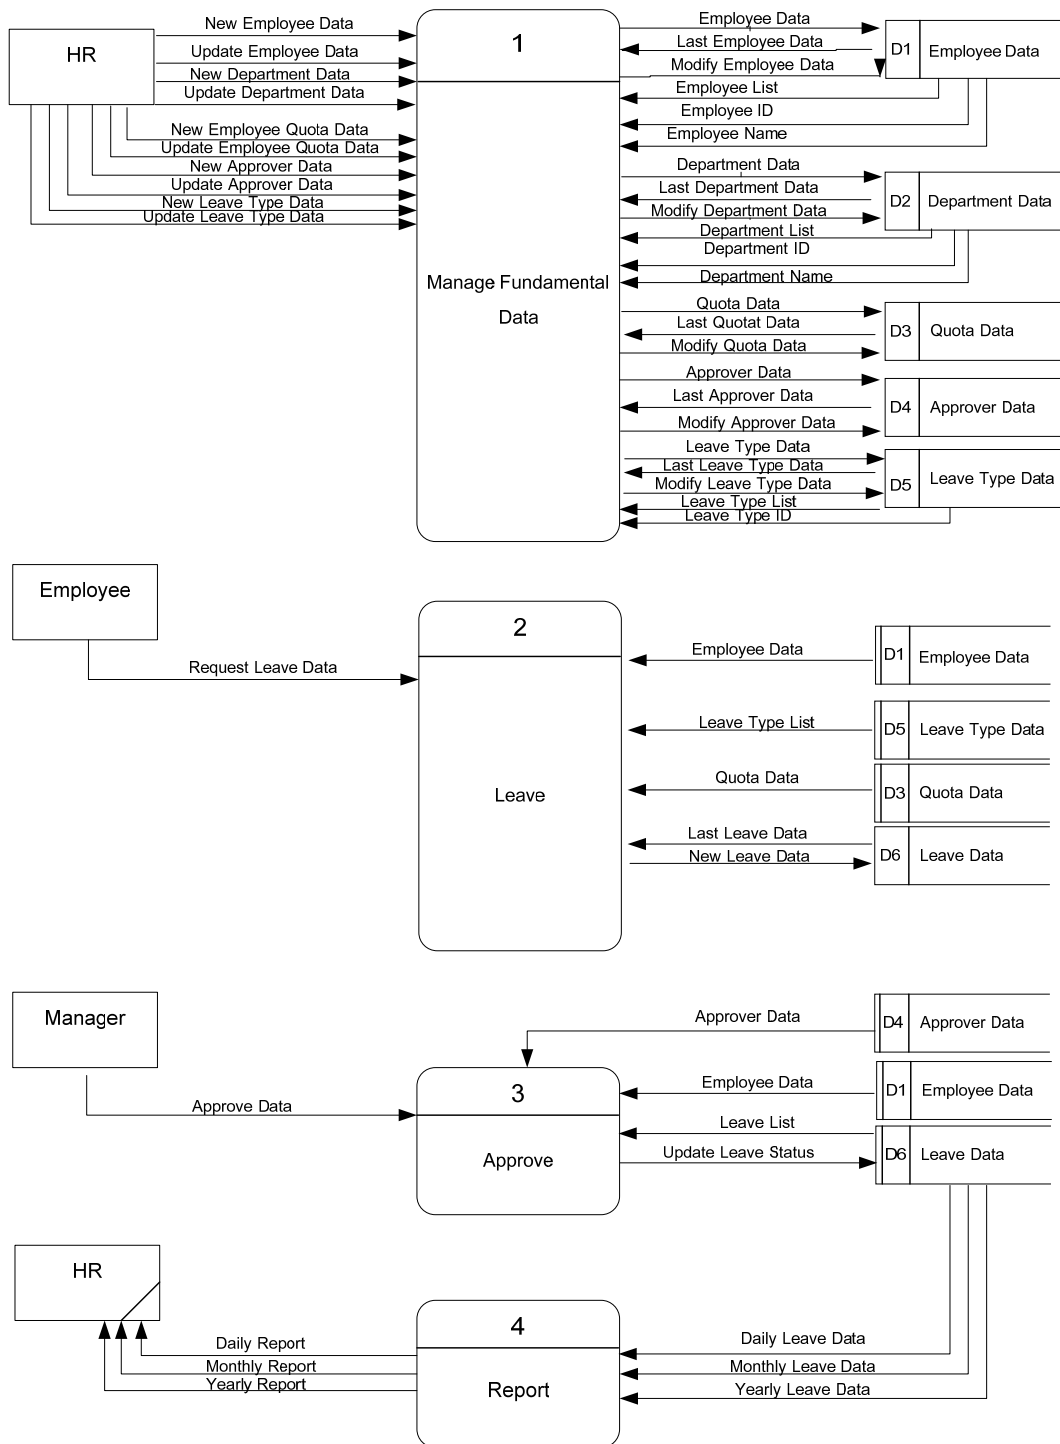 HR
New Employee Data
Update Employee Data
New Department Data
Update Department Data
New Employee Quota Data
Update Employee Quota Data
New Approver Data
Update Approver Data
New Leave Type Data
Update Leave Type Data
1
Manage Fundamental
Data
Employee Data
Last Employee Data
Modify Employee Data
Employee List
Employee ID
Employee Name
D1 Employee Data
Department Data
Last Department Data
Modify Department Data
Department List
Department ID
Department Name
D2 Department Data
Quota Data
Last Quotat Data
Modify Quota Data
D3 Quota Data
Approver Data
Last Approver Data
Modify Approver Data
D4 Approver Data
Leave Type Data
Last Leave Type Data
Modify Leave Type Data
Leave Type List
Leave Type ID
D5 Leave Type Data
Employee
Request Leave Data
2
Leave
Employee Data
D1 Employee Data
Leave Type List
D5 Leave Type Data
Quota Data
D3 Quota Data
Last Leave Data
New Leave Data
D6 Leave Data
Manager
Approve Data
3
Approve
Approver Data
D4 Approver Data
Employee Data
D1 Employee Data
Leave List
Update Leave Status
D6 Leave Data
HR
Daily Report
Monthly Report
Yearly Report
4
Report
Daily Leave Data
Monthly Leave Data
Yearly Leave Data